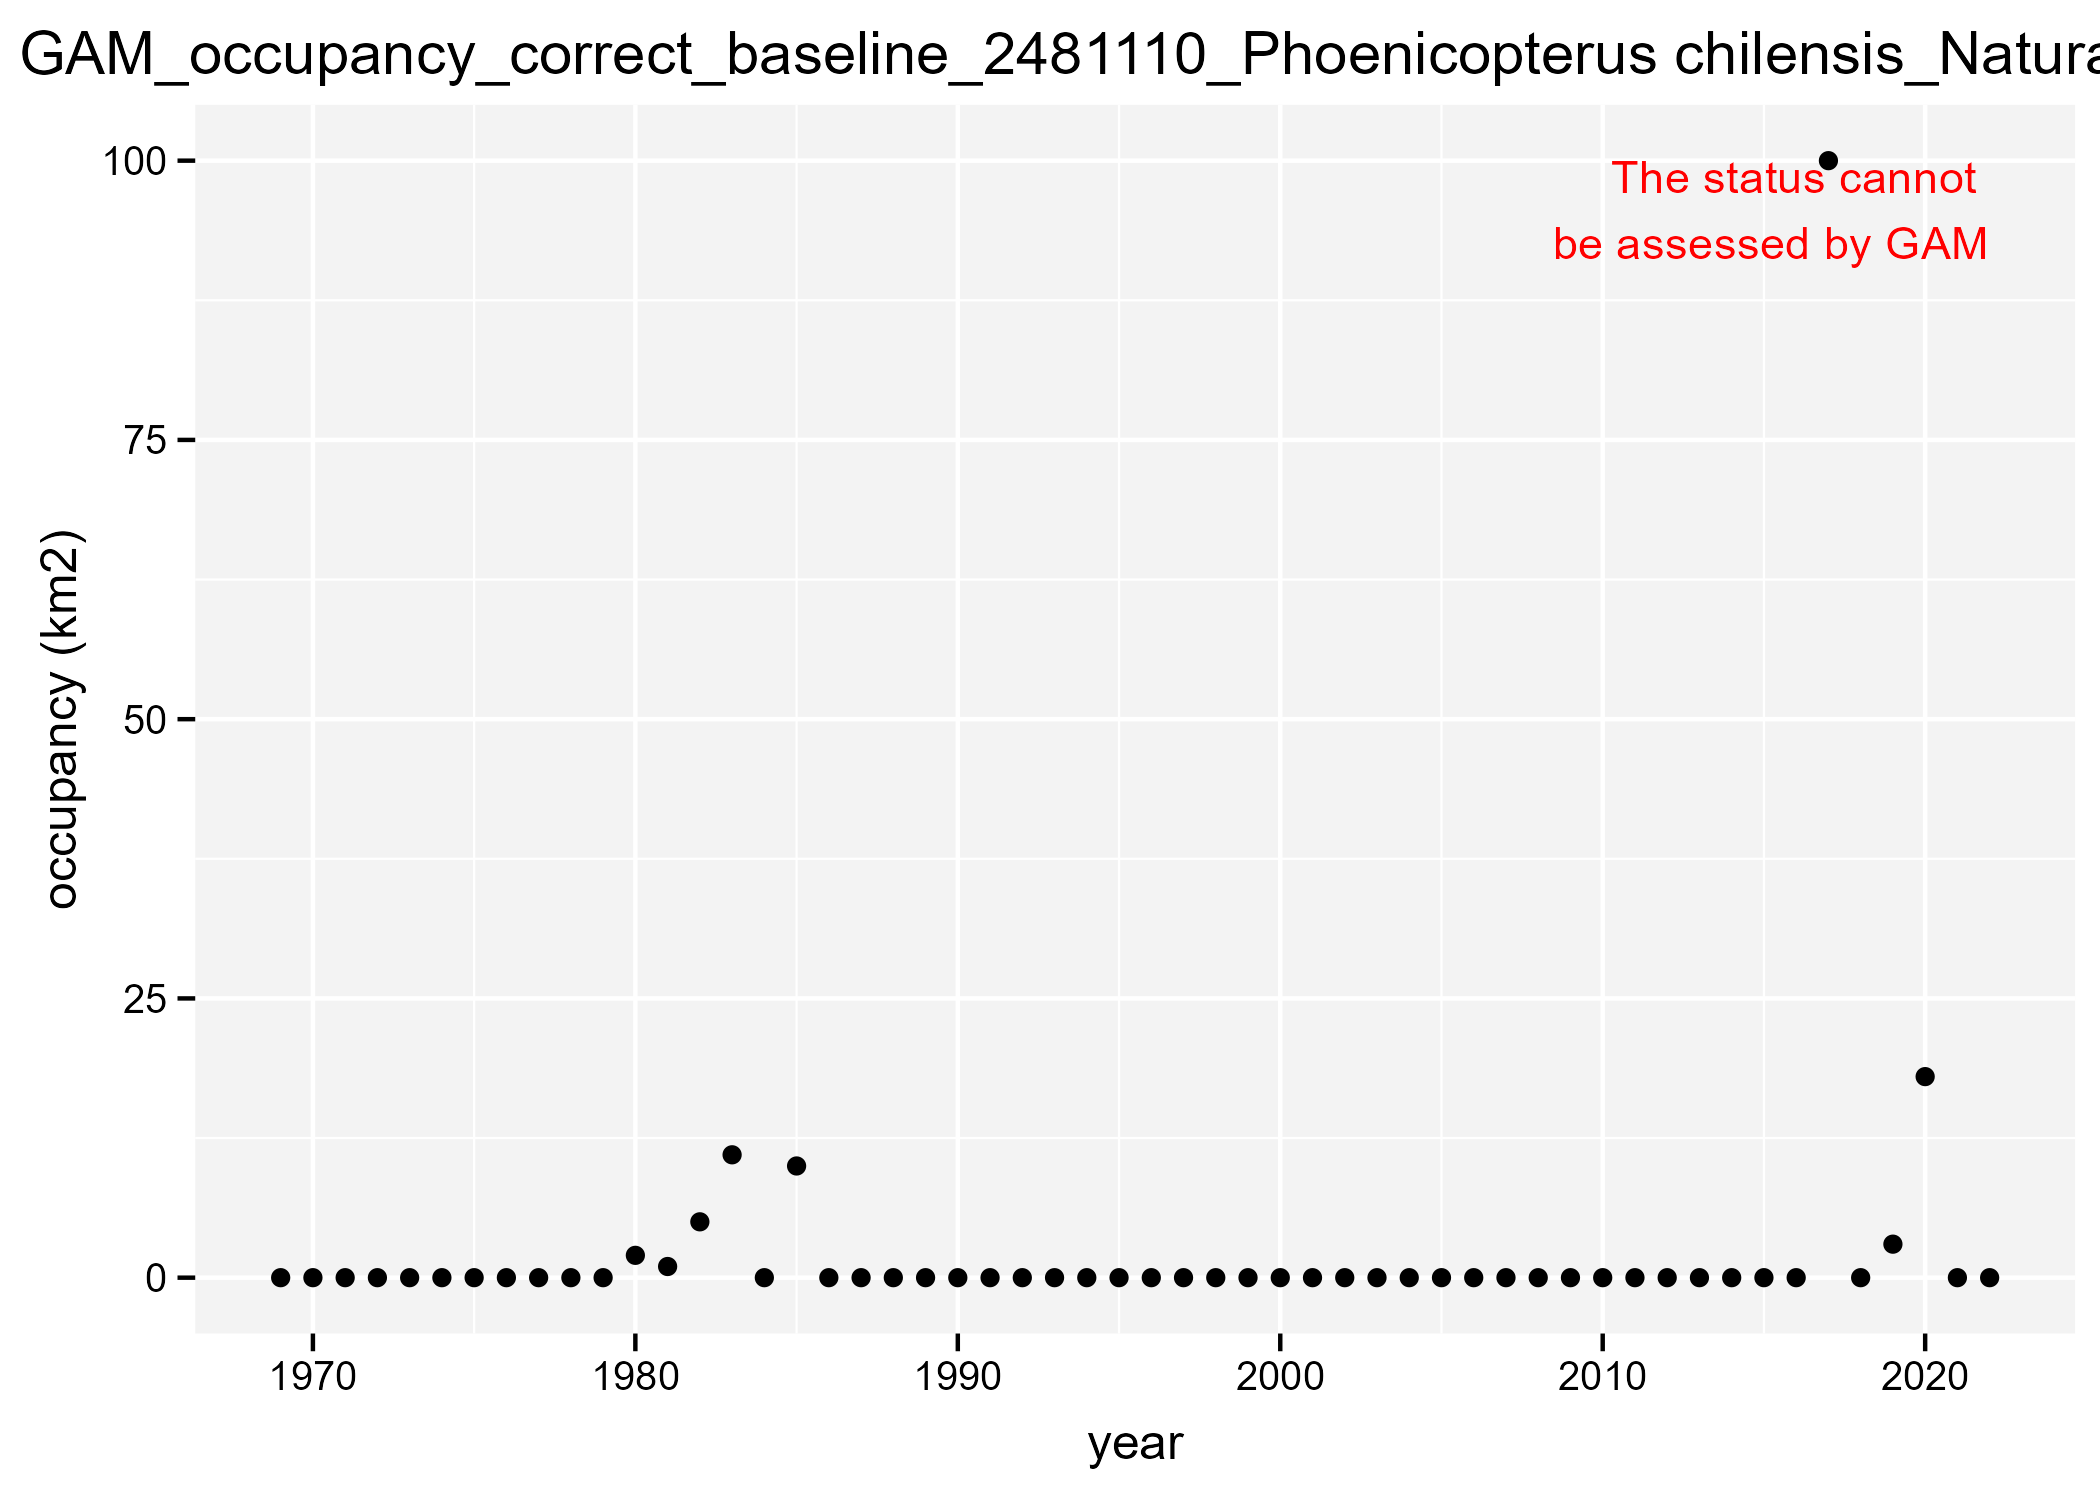 GAM_occupancy_correct_baseline_2481110_Phoenicopterus chilensis_Natura
100
The status cannot
be assessed by GAM
75
50
25
0
occupancy (km2)
1970 1980 1990 2000 2010 2020
year